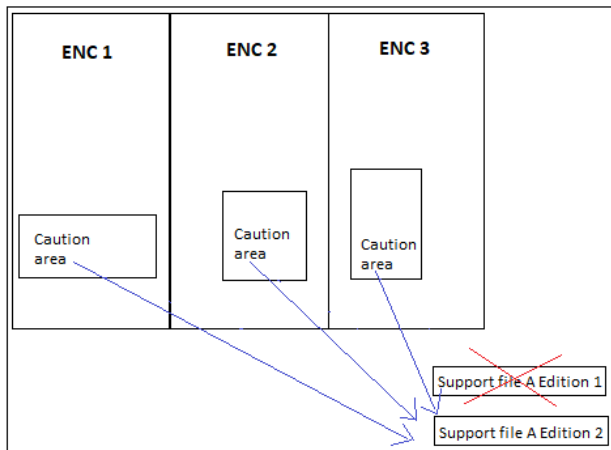 ENC 1
ENC 2
ENC 3
Caution
area
Caution
area
Caution
area
Support file A Edition 1
Support file A Edition 2